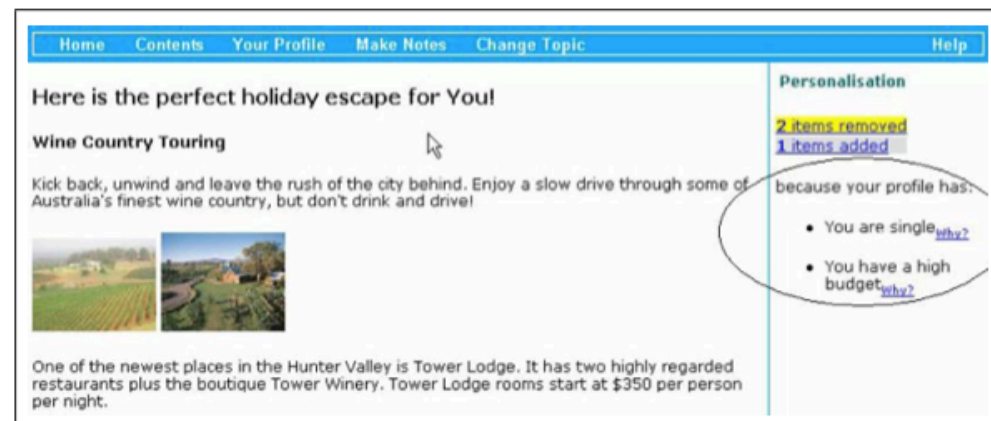 Home Contents Your Profile Make Notes Change Topic Help
Here is the perfect holiday escape for You!
Wine Country Touring
Kick back, unwind and leave the rush of the city behind. Enjoy a slow drive through some of
Australia's finest wine country, but don't drink and drive!
One of the newest places in the Hunter Valley is Tower Lodge. It has two highly regarded
restaurants plus the boutique Tower Winery. Tower Lodge rooms start at $350 per person
per night.
Personalisation
2 items removed
1 items added
because your profile has:
• You are single Why?
• You have a high
budget Why?